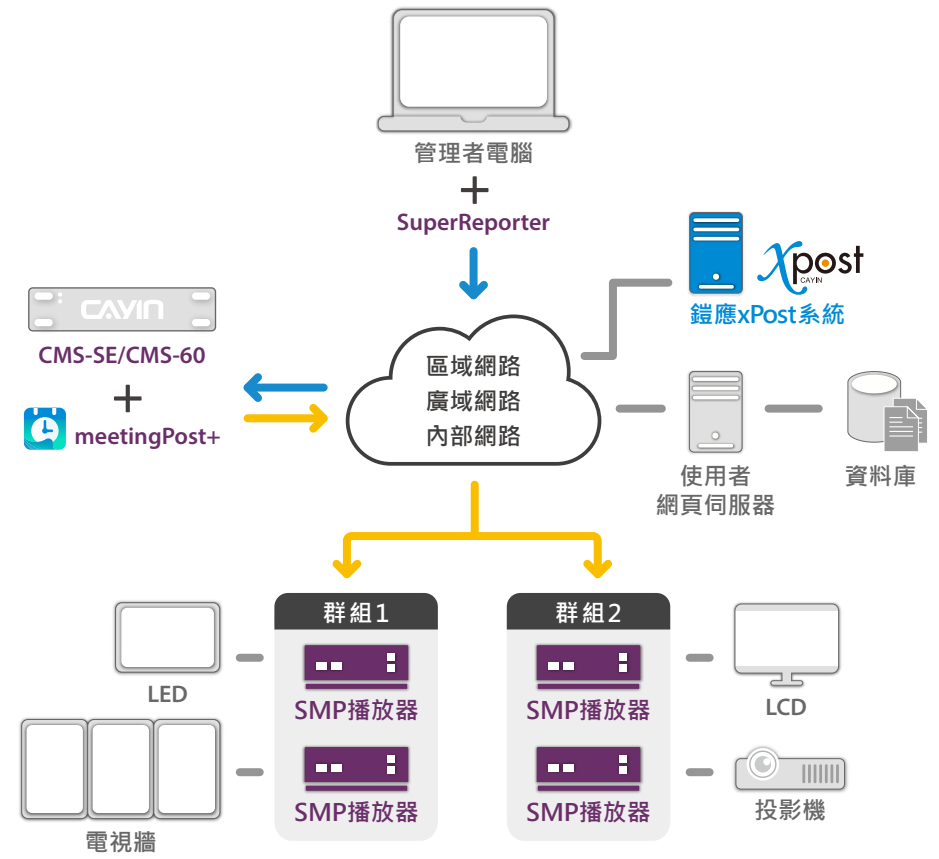 管理者電腦
+
SuperReporter
Xpost
CAYIN
鎧應xPost系統
CAYIN
CMS-SE/CMS-60
+
meetingPost+
區域網路
廣域網路
內部網路
使用者
網頁伺服器
資料庫
群組1
群組2
LED
SMP播放器
SMP播放器
LCD
電視牆
SMP播放器
SMP播放器
投影機